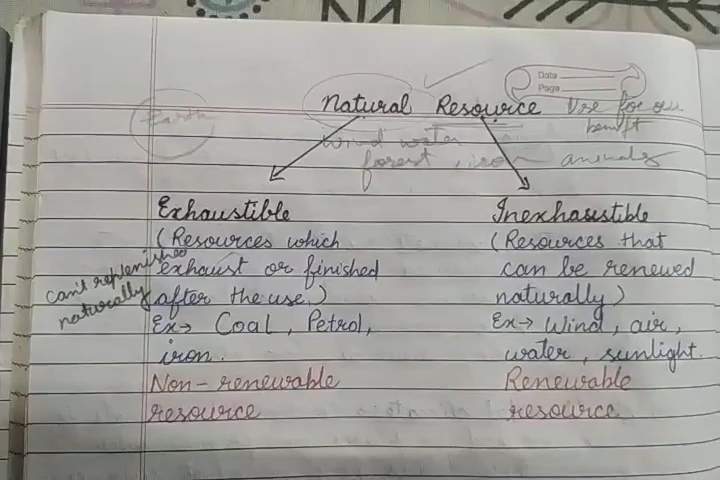 Date
Page
Natural Resource Use for our
benift
Earth
Wind water
forest, iron animals
Exhaustible
(Resources which
exhaust or finished
after the use.)
Ex→ Coal, Petrol,
iron.
Non-renewable
resource
can't replenished
naturally
Inexhaustible
(Resources that
can be renewed
naturally)
Ex→ Wind, air,
water, sunlight.
Renewable
resource